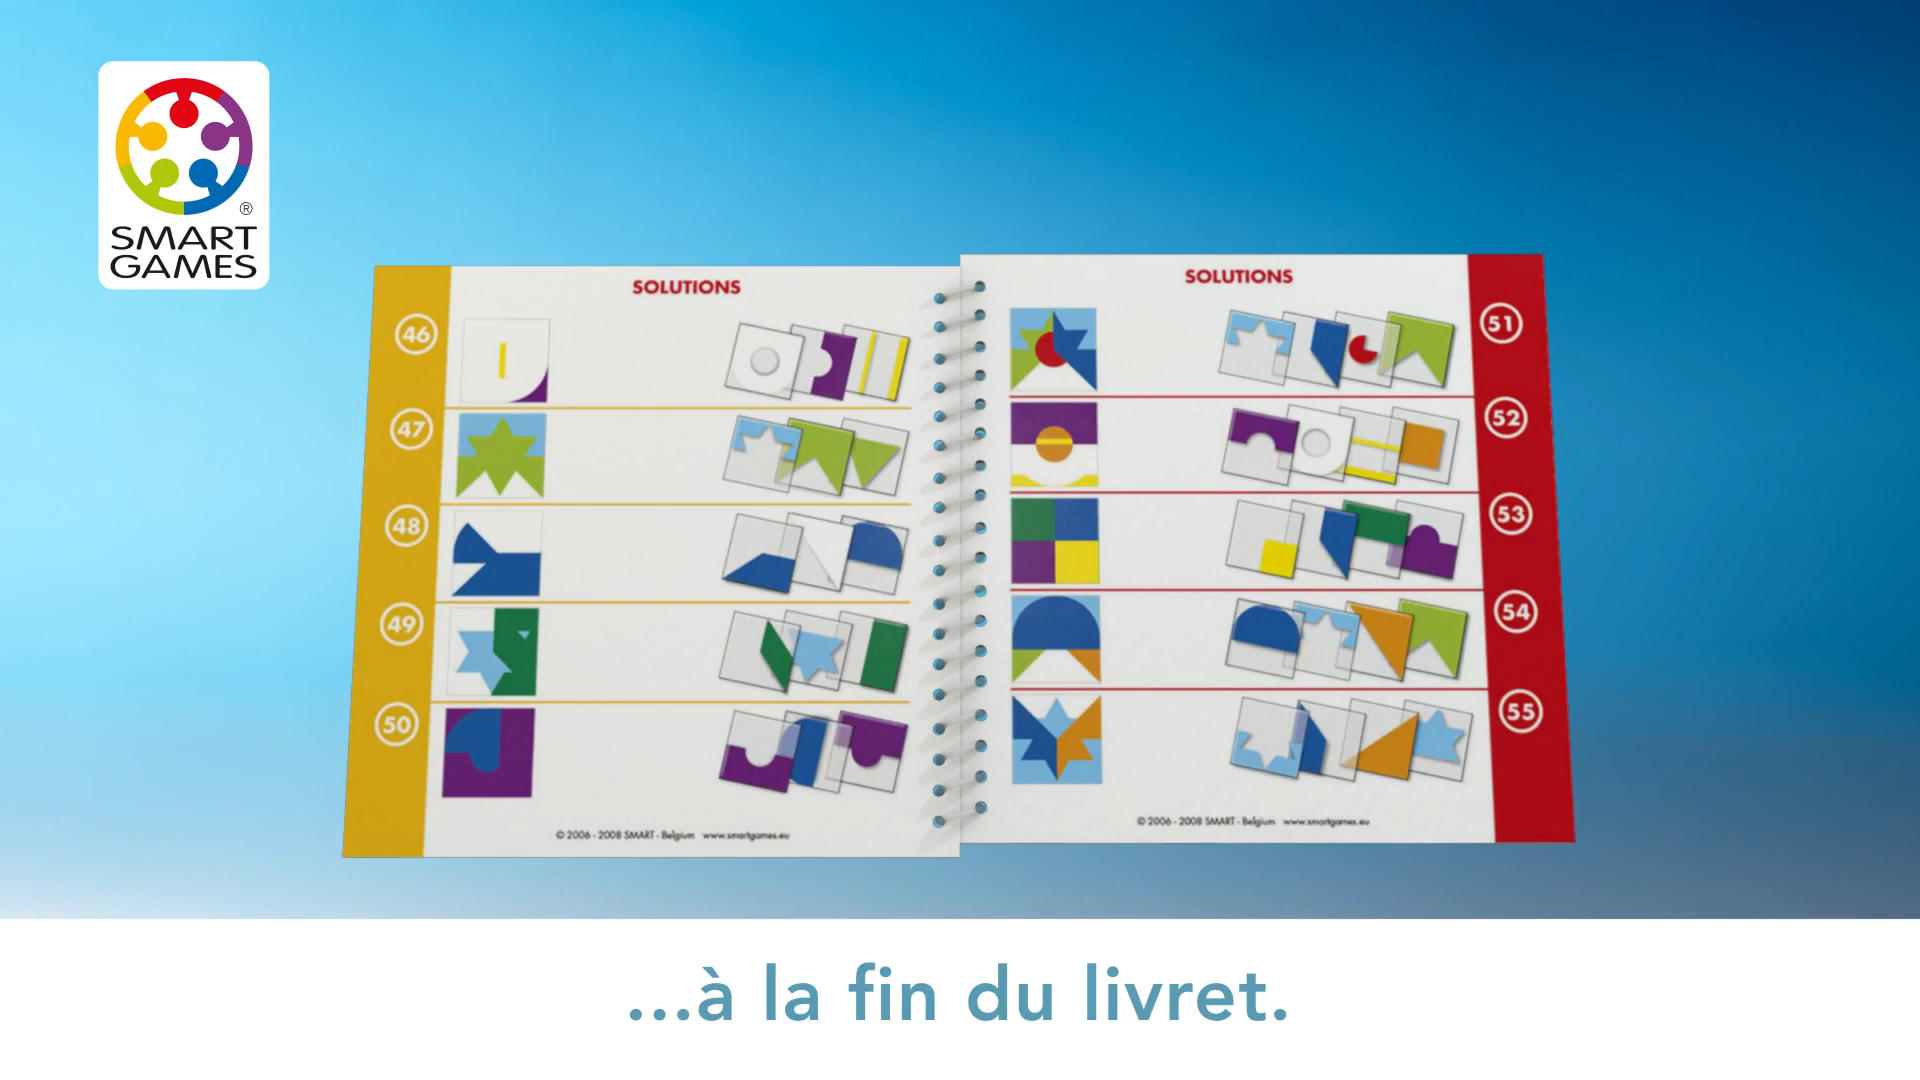 ®
SMART
GAMES
SOLUTIONS
46
47
48
49
50
© 2006 - 2008 SMART - Belgium www.smartgames.eu
SOLUTIONS
51
52
53
54
55
© 2006 - 2008 SMART - Belgium www.smartgames.eu
...à la fin du livret.